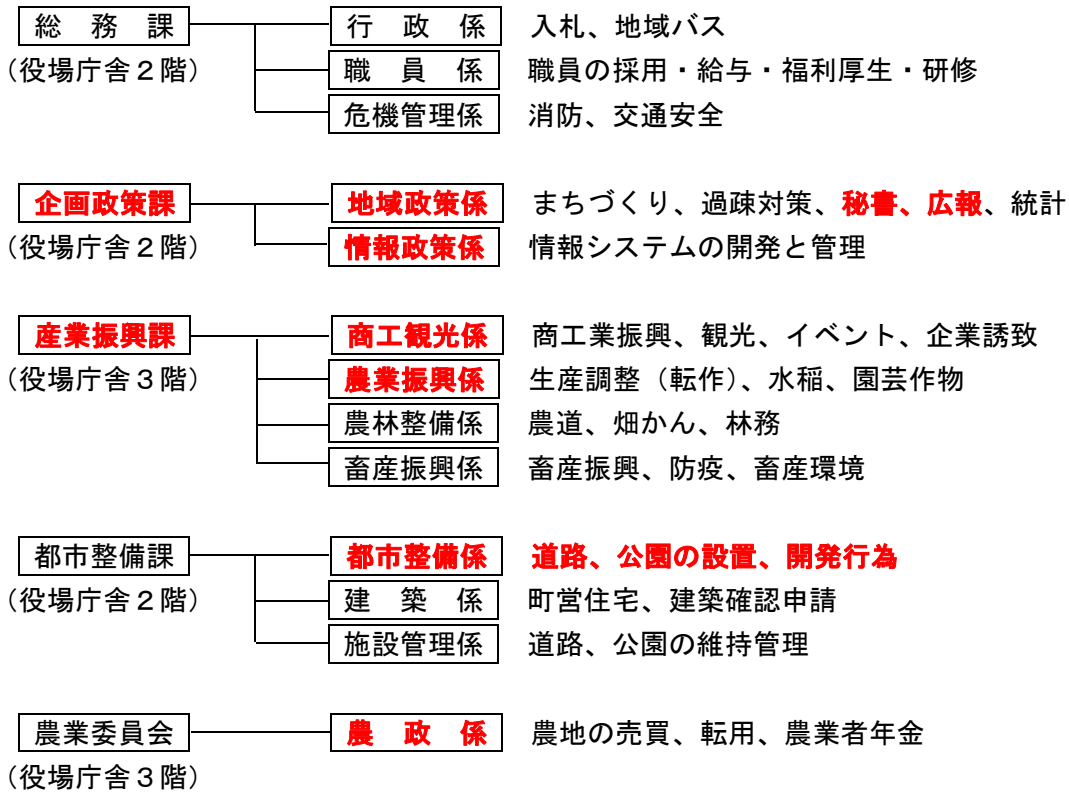 総務課 行政係 入札、地域バス
(役場庁舎2階) 職員係 職員の採用・給与・福利厚生・研修
危機管理係 消防、交通安全
企画政策課 地域政策係 まちづくり、過疎対策、秘書、広報、統計
(役場庁舎2階) 情報政策係 情報システムの開発と管理
産業振興課 商工観光係 商工業振興、観光、イベント、企業誘致
(役場庁舎3階) 農業振興係 生産調整(転作)、水稲、園芸作物
農林整備係 農道、畑かん、林務
畜産振興係 畜産振興、防疫、畜産環境
都市整備課 都市整備係 道路、公園の設置、開発行為
(役場庁舎2階) 建築係 町営住宅、建築確認申請
施設管理係 道路、公園の維持管理
農業委員会 農政係 農地の売買、転用、農業者年金
(役場庁舎3階)